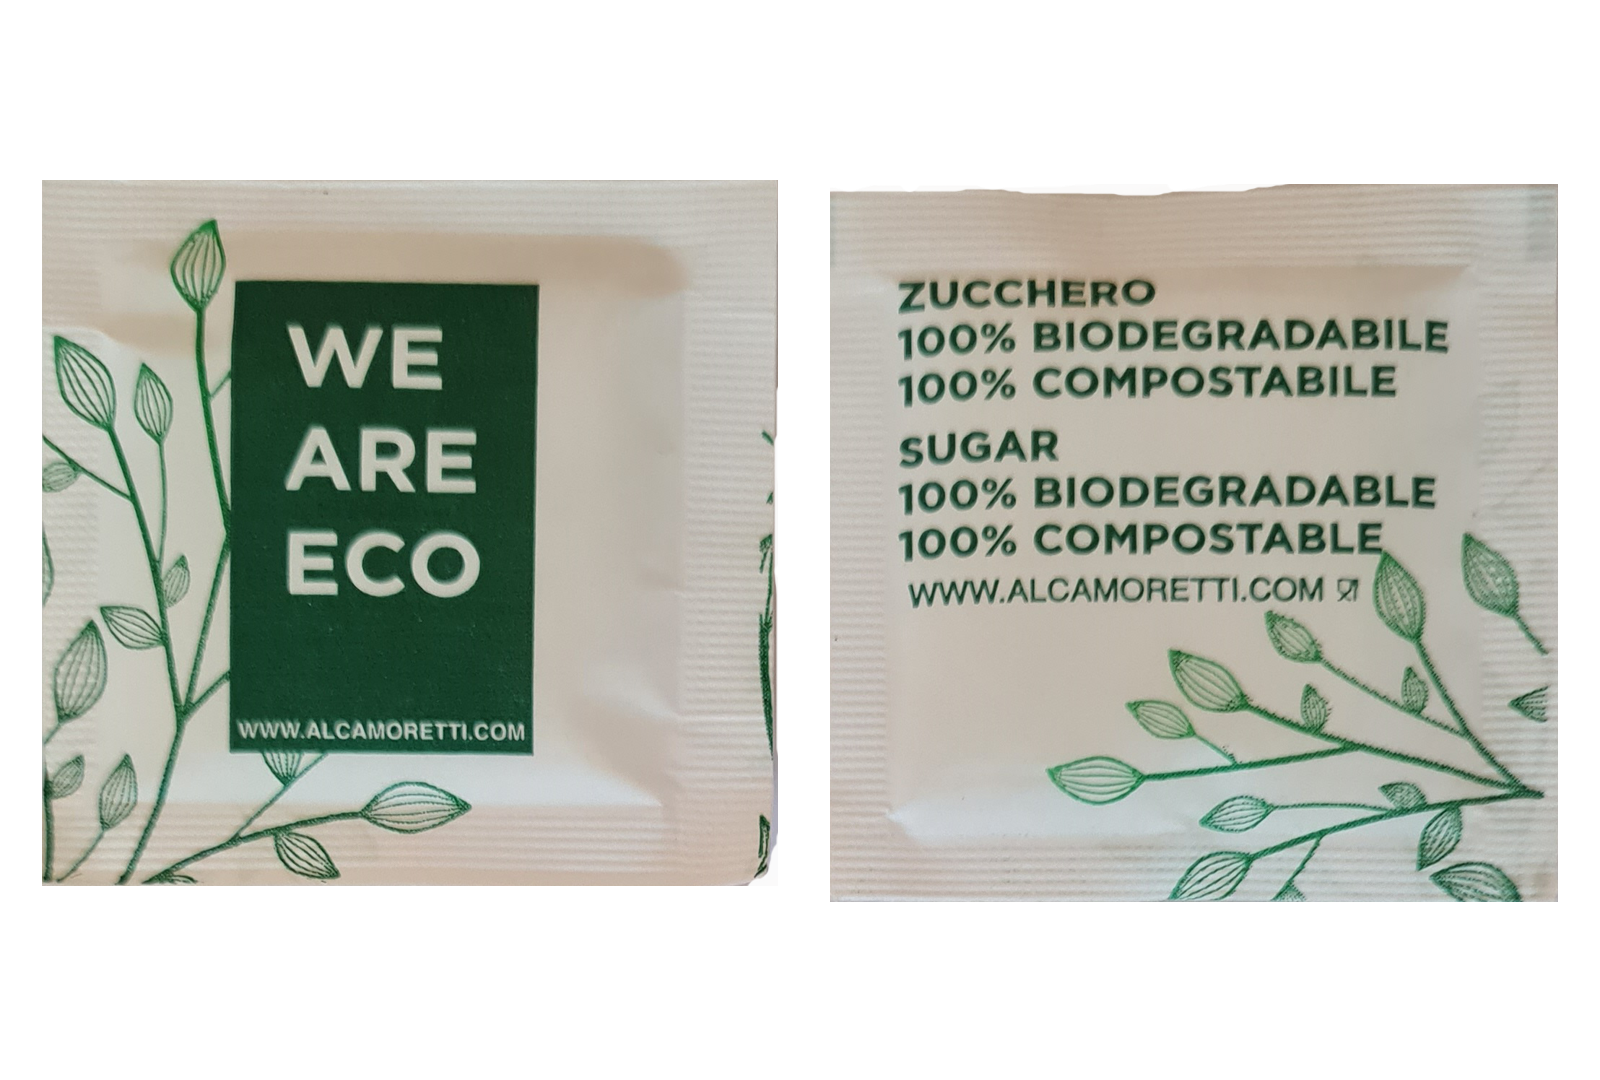 WE
ARE
ECO
WWW.ALCAMORETTI.COM
ZUCCHERO
100% BIODEGRADABILE
100% COMPOSTABILE
SUGAR
100% BIODEGRADABLE
100% COMPOSTABLE
WWW.ALCAMORETTI.COM